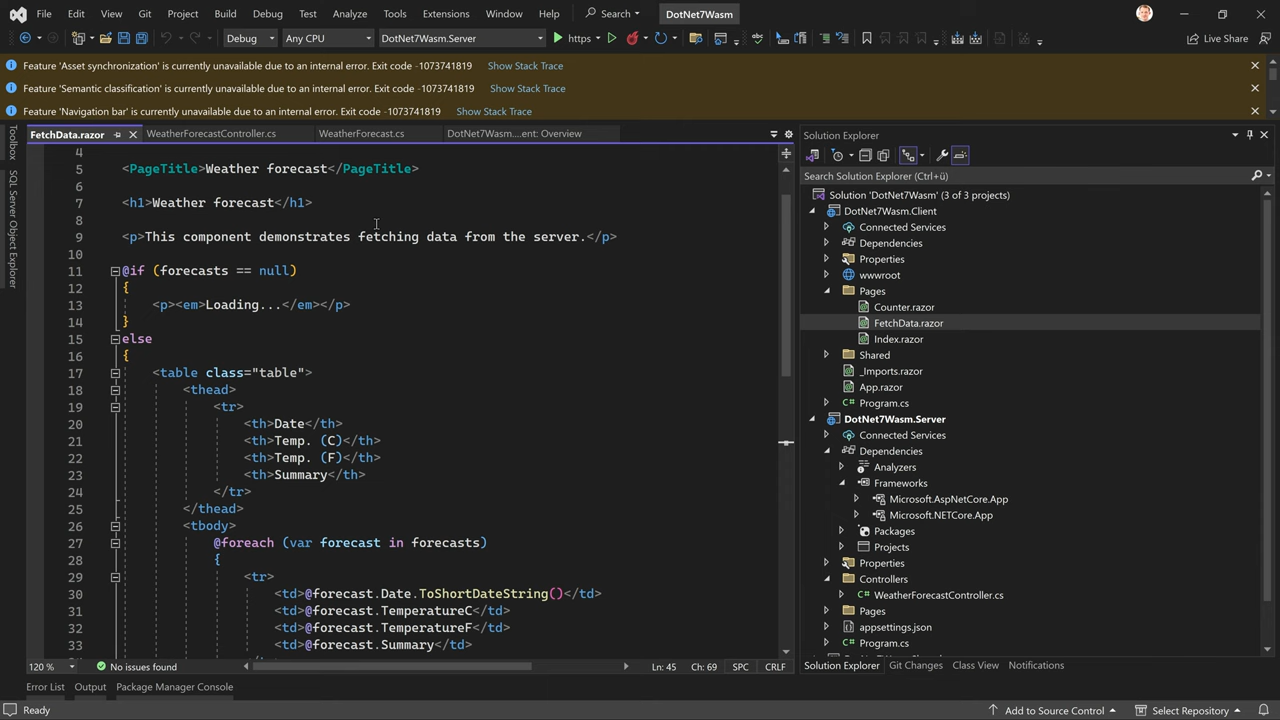 File Edit View Git Project Build Debug Test Analyze Tools Extensions Window Help Search DotNet7Wasm
Debug Any CPU DotNet7Wasm.Server https Live Share
Feature 'Asset synchronization' is currently unavailable due to an internal error. Exit code -1073741819 Show Stack Trace
Feature 'Semantic classification' is currently unavailable due to an internal error. Exit code -1073741819 Show Stack Trace
Feature 'Navigation bar' is currently unavailable due to an internal error. Exit code -1073741819 Show Stack Trace
Toolbox
SQL Server Object Explorer
FetchData.razor WeatherForecastController.cs WeatherForecast.cs DotNet7Wasm....ent: Overview
4
5 <PageTitle>Weather forecast</PageTitle>
6
7 <h1>Weather forecast</h1>
8
9 <p>This component demonstrates fetching data from the server.</p>
10
11 @if (forecasts == null)
12 {
13 <p><em>Loading...</em></p>
14 }
15 else
16 {
17 <table class="table">
18 <thead>
19 <tr>
20 <th>Date</th>
21 <th>Temp. (C)</th>
22 <th>Temp. (F)</th>
23 <th>Summary</th>
24 </tr>
25 </thead>
26 <tbody>
27 @foreach (var forecast in forecasts)
28 {
29 <tr>
30 <td>@forecast.Date.ToShortDateString()</td>
31 <td>@forecast.TemperatureC</td>
32 <td>@forecast.TemperatureF</td>
33 <td>@forecast.Summary</td>
120 % No issues found Ln: 45 Ch: 69 SPC CRLF
Solution Explorer
Search Solution Explorer (Ctrl+ü)
Solution 'DotNet7Wasm' (3 of 3 projects)
DotNet7Wasm.Client
Connected Services
Dependencies
Properties
wwwroot
Pages
Counter.razor
FetchData.razor
Index.razor
Shared
_Imports.razor
App.razor
Program.cs
DotNet7Wasm.Server
Connected Services
Dependencies
Analyzers
Frameworks
Microsoft.AspNetCore.App
Microsoft.NETCore.App
Packages
Projects
Properties
Controllers
WeatherForecastController.cs
Pages
appsettings.json
Program.cs
Solution Explorer Git Changes Class View Notifications
Error List Output Package Manager Console
Ready Add to Source Control Select Repository